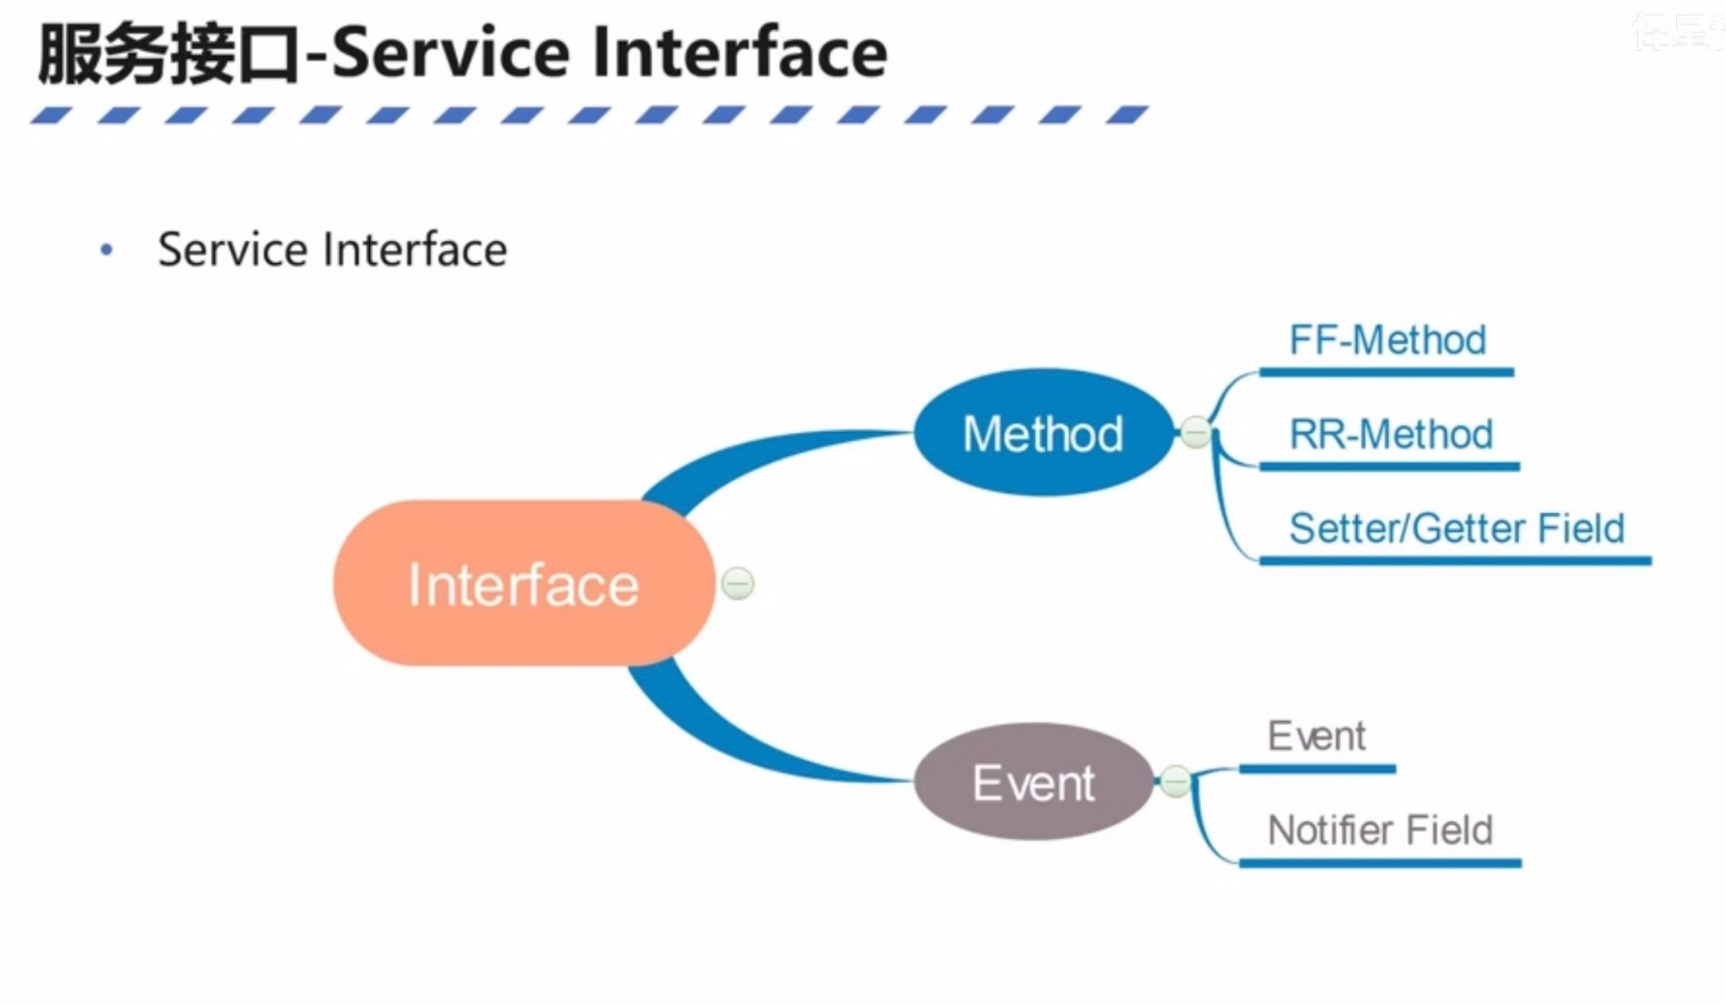 服务接口-Service Interface
• Service Interface
FF-Method
Method
RR-Method
Setter/Getter Field
Interface
Event
Event
Notifier Field